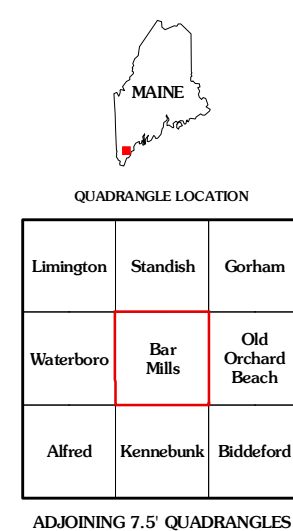 MAINE
QUADRANGLE LOCATION
Limington Standish Gorham
Waterboro Bar Mills Old Orchard Beach
Alfred Kennebunk Biddeford
ADJOINING 7.5' QUADRANGLES